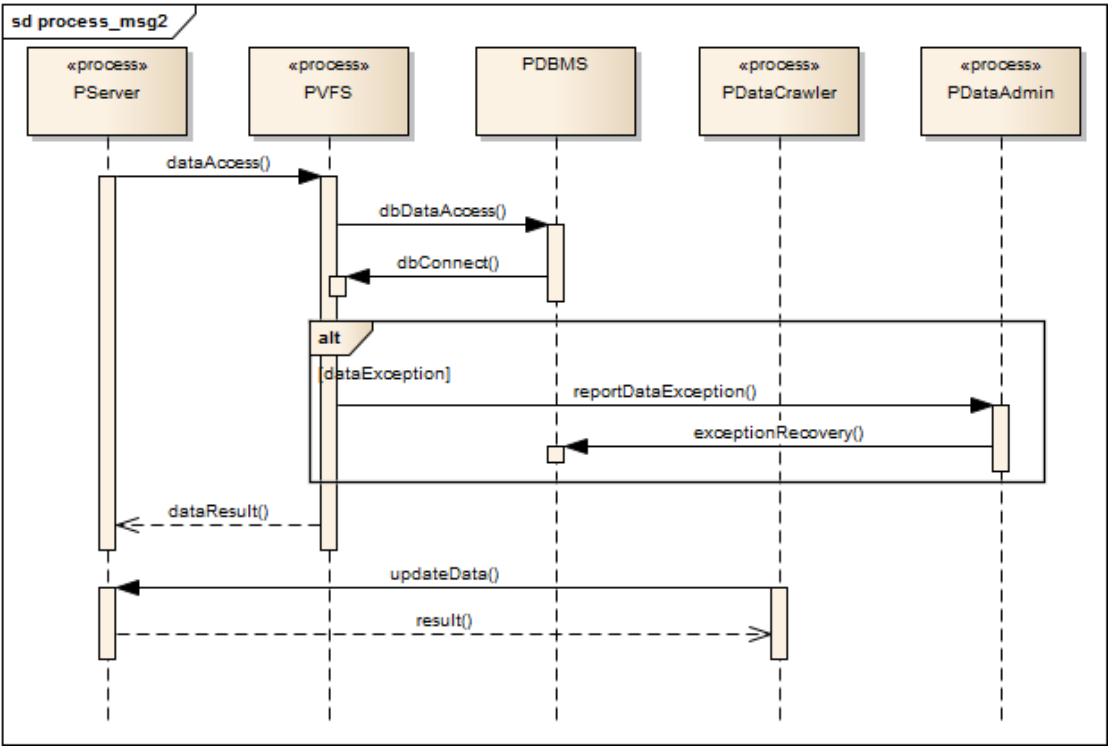 sd process_msg2
«process»
PServer
«process»
PVFS
PDBMS
«process»
PDataCrawler
«process»
PDataAdmin
dataAccess()
dbDataAccess()
dbConnect()
alt
[dataException]
reportDataException()
exceptionRecovery()
dataResult()
updateData()
result()